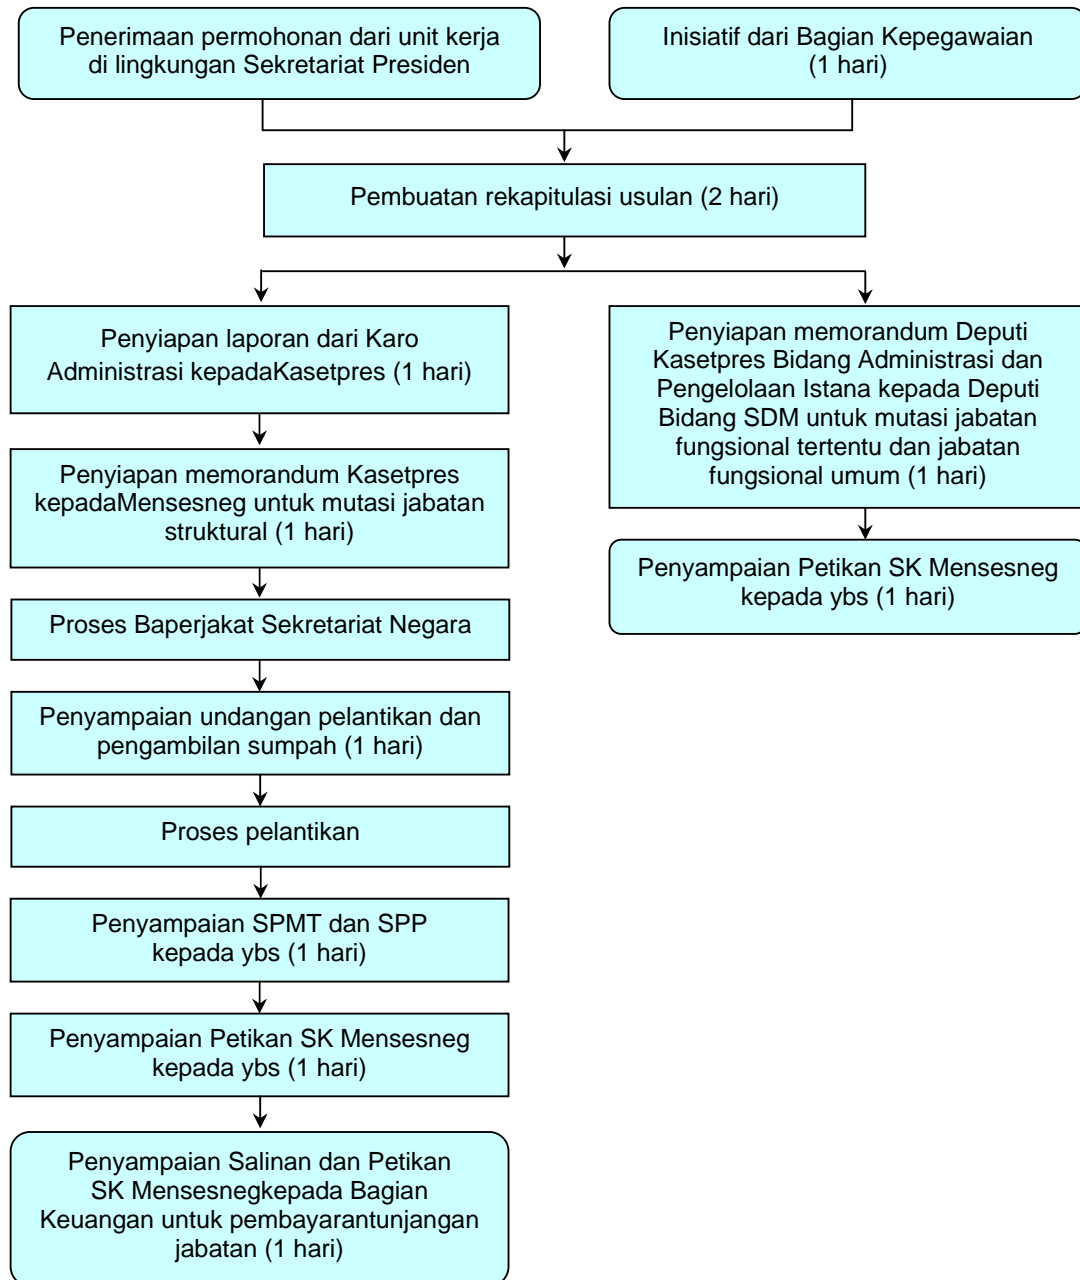 Penerimaan permohonan dari unit kerja
di lingkungan Sekretariat Presiden
Inisiatif dari Bagian Kepegawaian
(1 hari)
Pembuatan rekapitulasi usulan (2 hari)
Penyiapan laporan dari Karo
Administrasi kepadaKasetpres (1 hari)
Penyiapan memorandum Kasetpres
kepadaMensesneg untuk mutasi jabatan
struktural (1 hari)
Proses Baperjakat Sekretariat Negara
Penyampaian undangan pelantikan dan
pengambilan sumpah (1 hari)
Proses pelantikan
Penyampaian SPMT dan SPP
kepada ybs (1 hari)
Penyampaian Petikan SK Mensesneg
kepada ybs (1 hari)
Penyampaian Salinan dan Petikan
SK Mensesnegkepada Bagian
Keuangan untuk pembayarantunjangan
jabatan (1 hari)
Penyiapan memorandum Deputi
Kasetpres Bidang Administrasi dan
Pengelolaan Istana kepada Deputi
Bidang SDM untuk mutasi jabatan
fungsional tertentu dan jabatan
fungsional umum (1 hari)
Penyampaian Petikan SK Mensesneg
kepada ybs (1 hari)